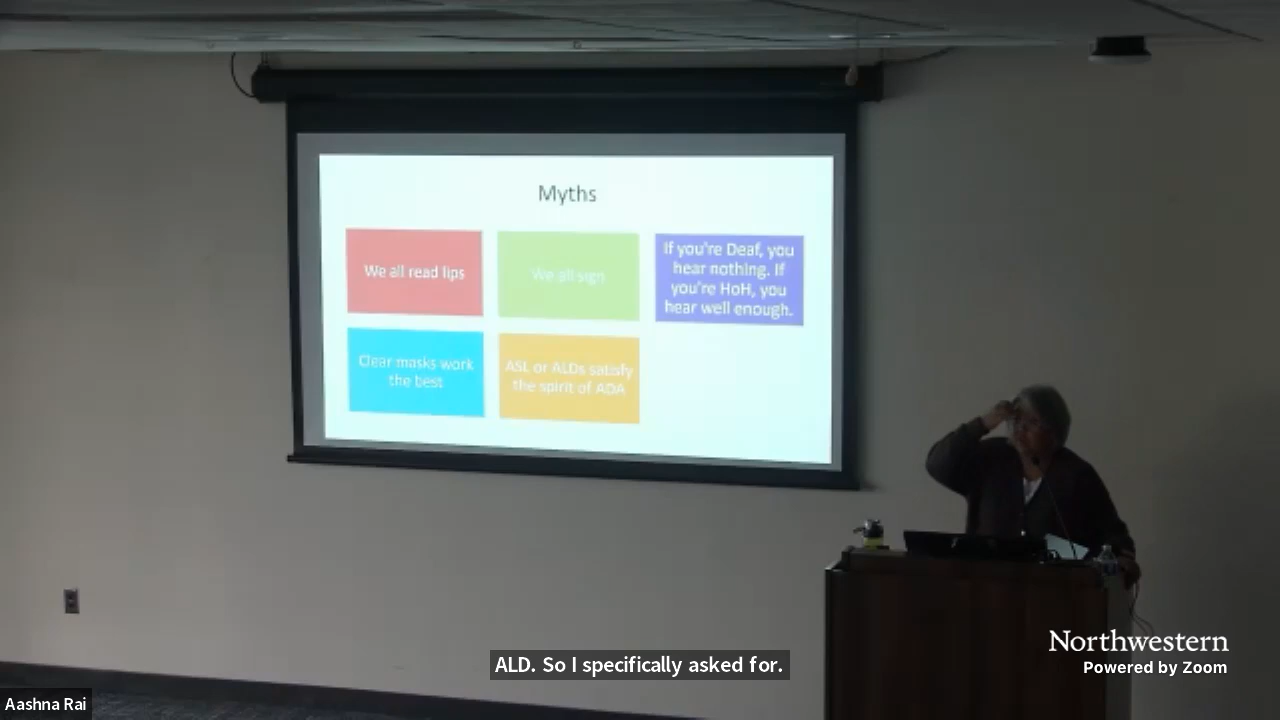 Myths
We all read lips
We all sign
If you're Deaf, you
hear nothing. If
you're HoH, you
hear well enough.
Clear masks work
the best
ASL or ALDs satisfy
the spirit of ADA
Northwestern
Powered by Zoom
ALD. So I specifically asked for.
Aashna Rai